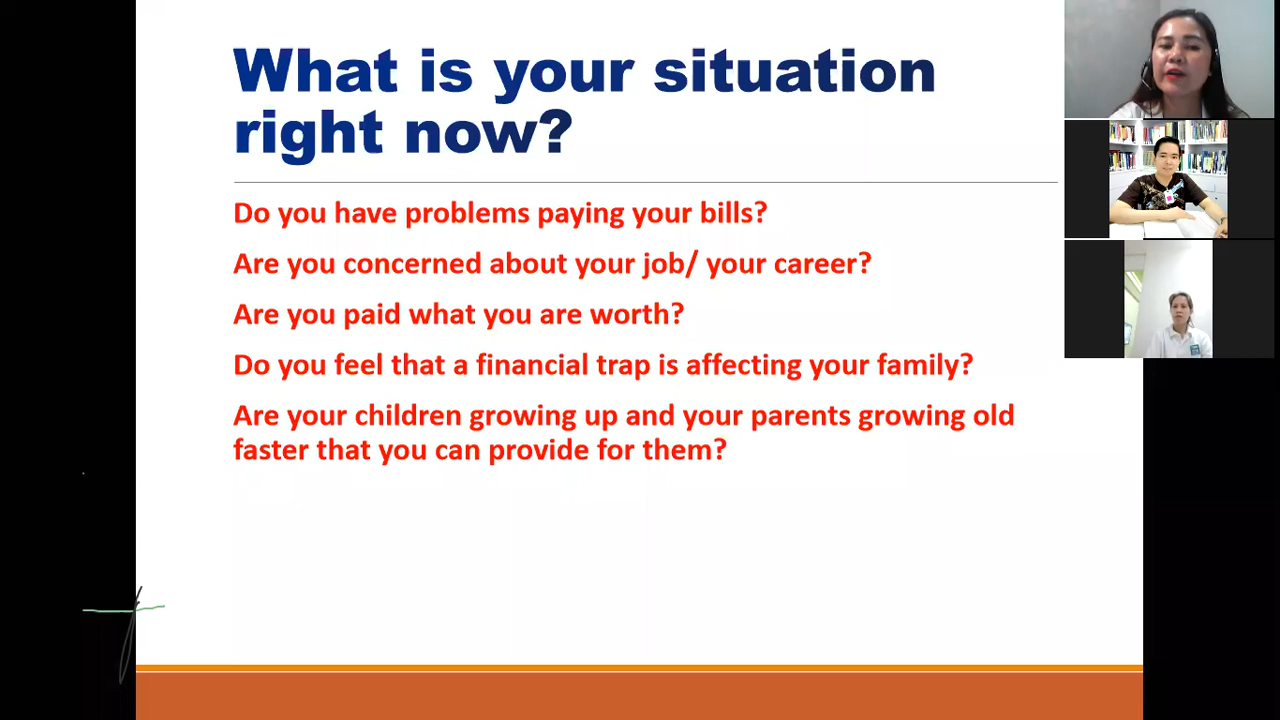 What is your situation
right now?
Do you have problems paying your bills?
Are you concerned about your job/ your career?
Are you paid what you are worth?
Do you feel that a financial trap is affecting your family?
Are your children growing up and your parents growing old
faster that you can provide for them?